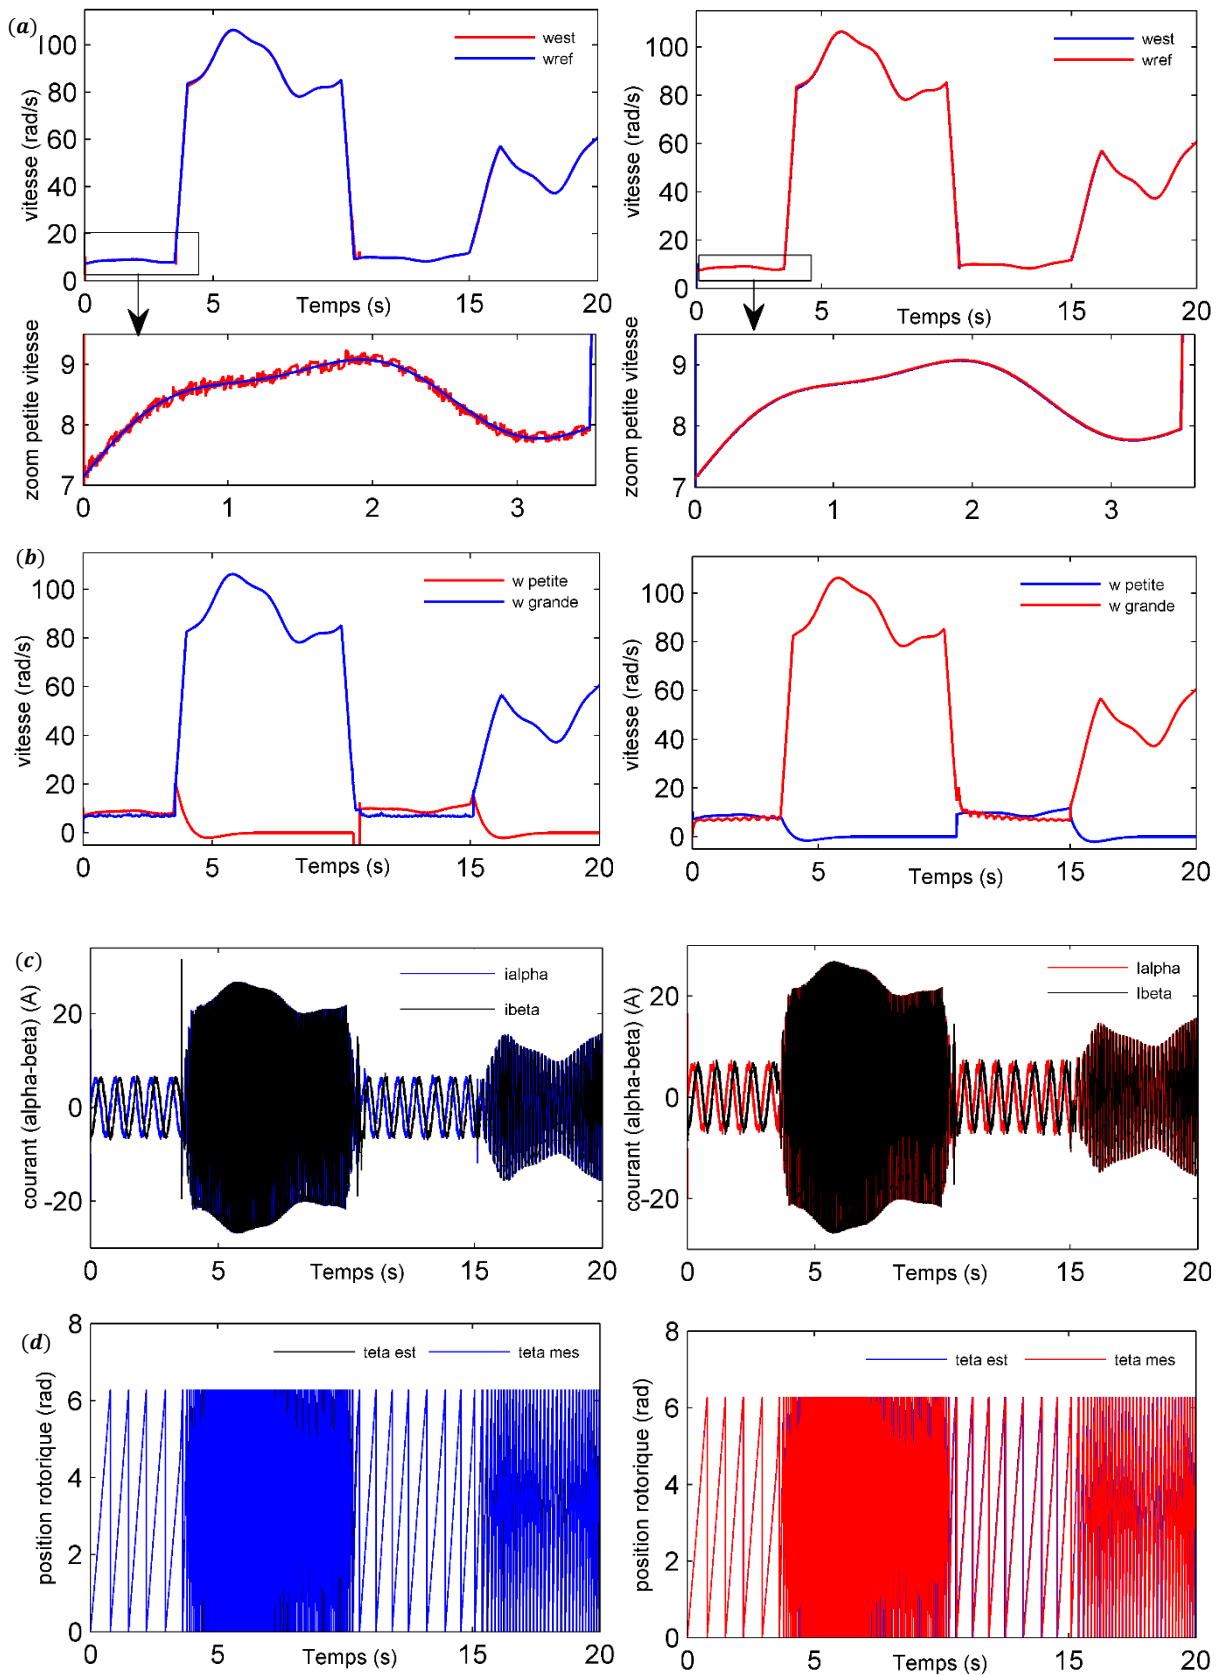 (a)
100
80
60
40
20
0
vitesse (rad/s)
west
wref
0 5 Temps (s) 15 20
100
80
60
40
20
0
vitesse (rad/s)
west
wref
0 5 Temps (s) 15 20
9
8
7
zoom petite vitesse
0 1 2 3
9
8
7
zoom petite vitesse
0 1 2 3
(b)
100
80
60
40
20
0
vitesse (rad/s)
w petite
w grande
0 5 Temps (s) 15 20
100
80
60
40
20
0
vitesse (rad/s)
w petite
w grande
0 5 Temps (s) 15 20
(c)
20
0
-20
courant (alpha-beta) (A)
ialpha
ibeta
0 5 Temps (s) 15 20
20
0
-20
courant (alpha-beta) (A)
Ialpha
Ibeta
0 5 Temps (s) 15 20
(d)
8
6
4
2
0
position rotorique (rad)
teta est teta mes
0 5 Temps (s) 15 20
8
6
4
2
0
position rotorique (rad)
teta est teta mes
0 5 Temps (s) 15 20